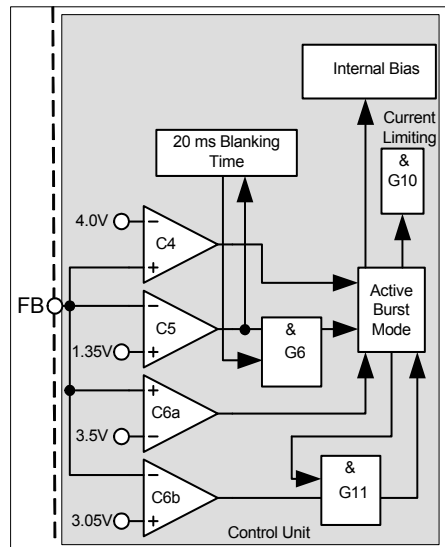 Internal Bias
Current
Limiting
20 ms Blanking
Time
&
G10
4.0V
−
C4
+
FB
−
C5
+
1.35V
&
G6
Active
Burst
Mode
+
C6a
−
3.5V
−
C6b
+
3.05V
&
G11
Control Unit